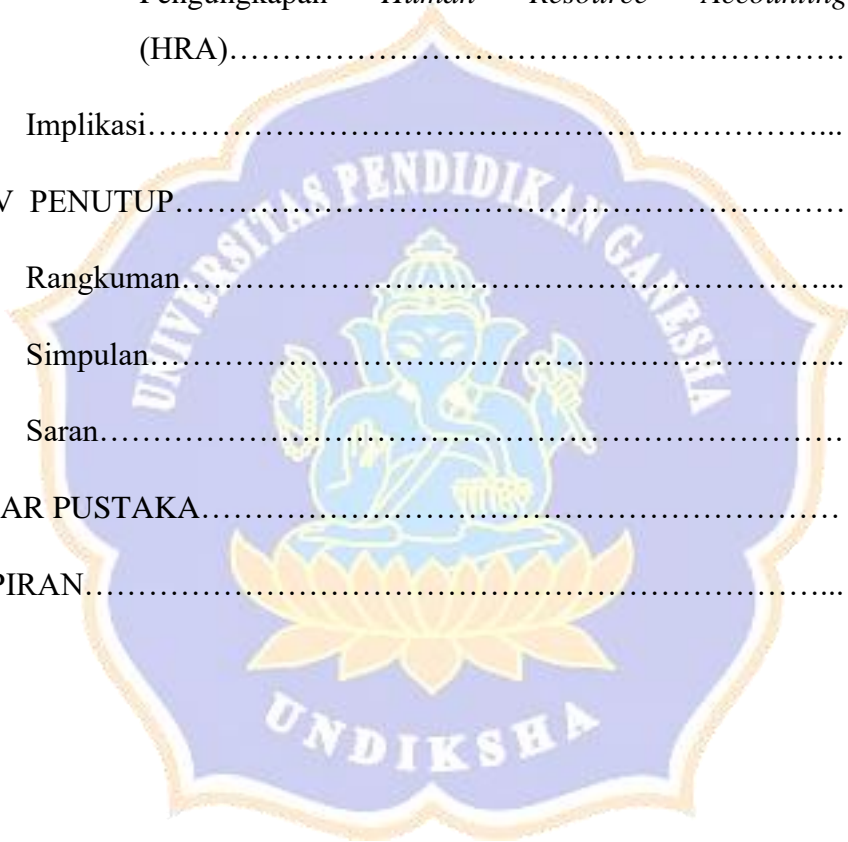 Pengungkapan Human Resource Accounting
(HRA)……………………………………………………….
Implikasi…………………………………………………………...
V PENUTUP…………………………………………………………
Rangkuman………………………………………………………...
Simpulan…………………………………………………………...
Saran……………………………………………………………….
AR PUSTAKA………………………………………………………
PIRAN………………………………………………………………...
UNIVERSITAS PENDIDIKAN GANESHA
UNDIKSHA